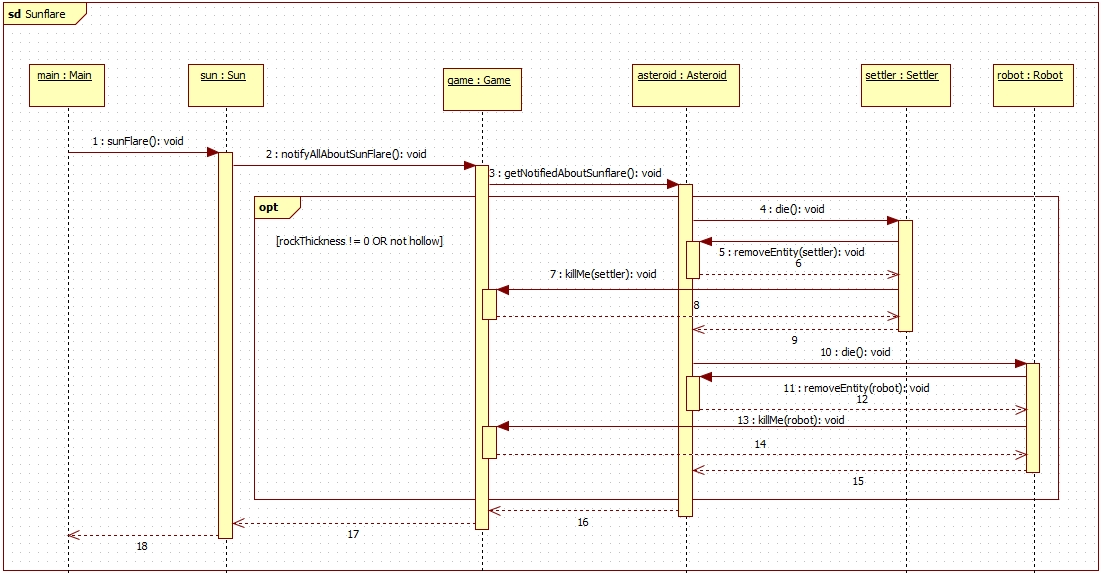 sd Sunflare
main : Main
sun : Sun
game : Game
asteroid : Asteroid
settler : Settler
robot : Robot
1 : sunFlare(): void
2 : notifyAllAboutSunFlare(): void
3 : getNotifiedAboutSunflare(): void
opt
[rockThickness != 0 OR not hollow]
4 : die(): void
5 : removeEntity(settler): void
6
7 : killMe(settler): void
8
9
10 : die(): void
11 : removeEntity(robot): void
12
13 : killMe(robot): void
14
15
16
17
18